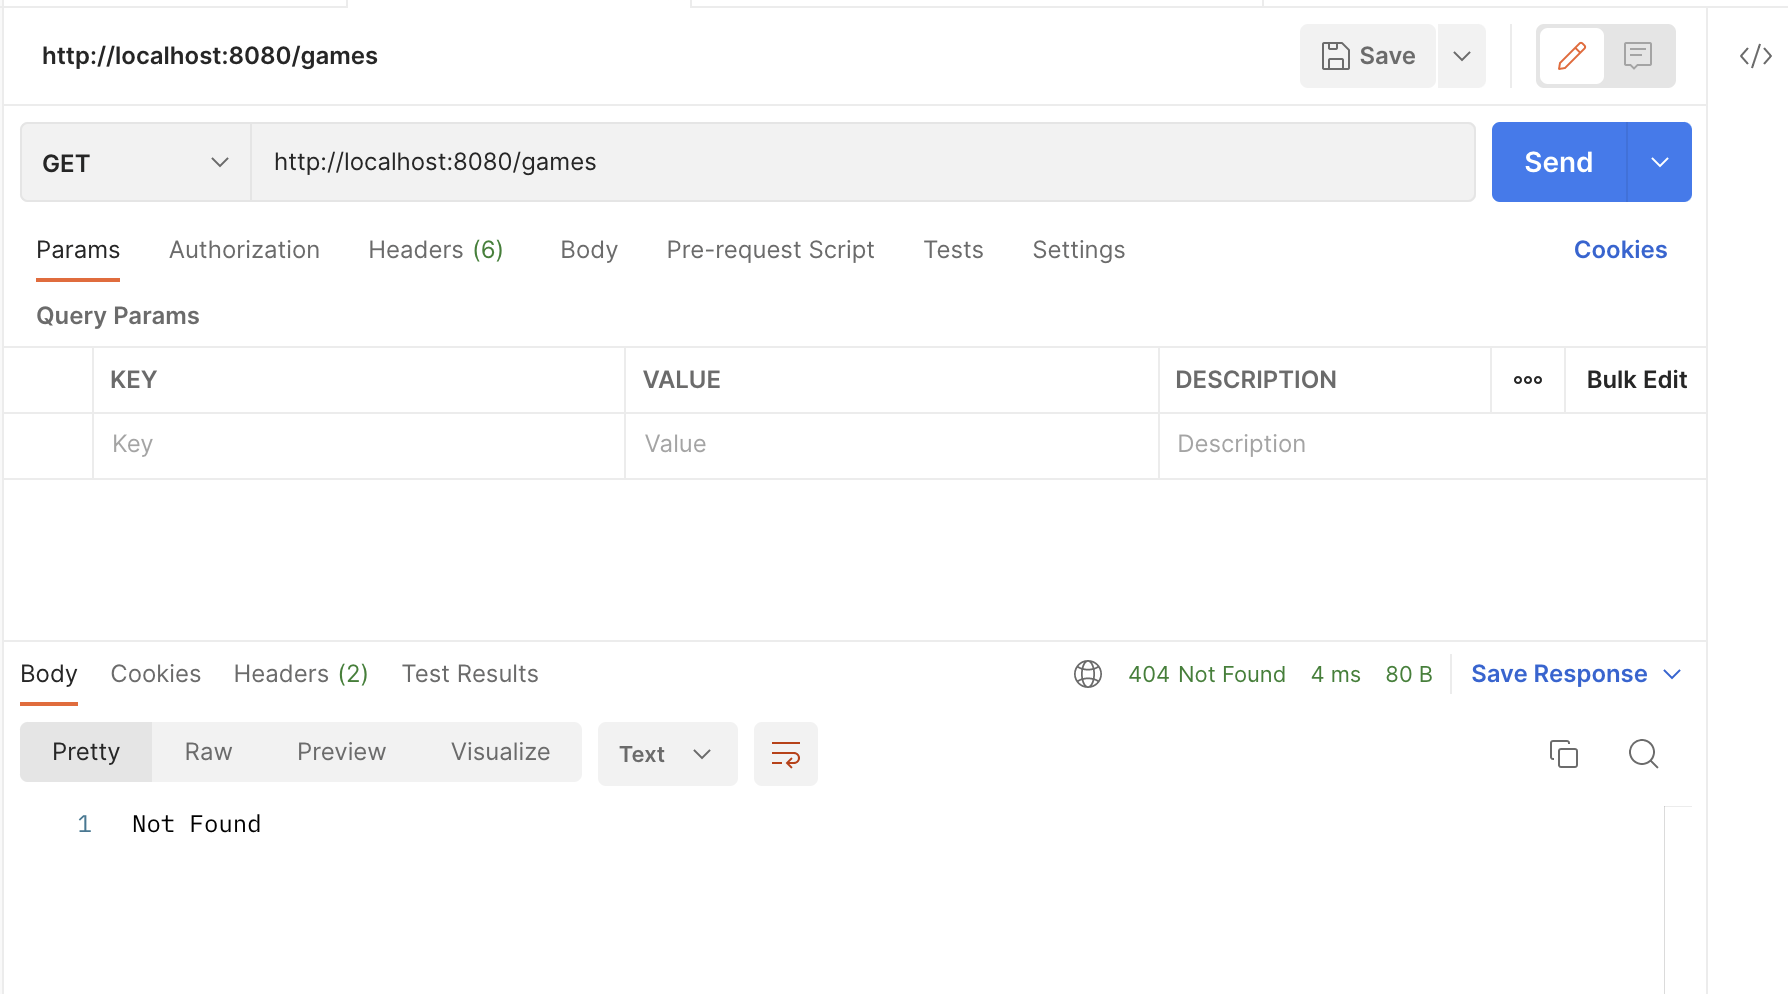 http://localhost:8080/games
Save
GET
http://localhost:8080/games
Send
Params Authorization Headers (6) Body Pre-request Script Tests Settings Cookies
Query Params
KEY VALUE DESCRIPTION Bulk Edit
Key Value Description
Body Cookies Headers (2) Test Results 404 Not Found 4 ms 80 B Save Response
Pretty Raw Preview Visualize Text
1 Not Found